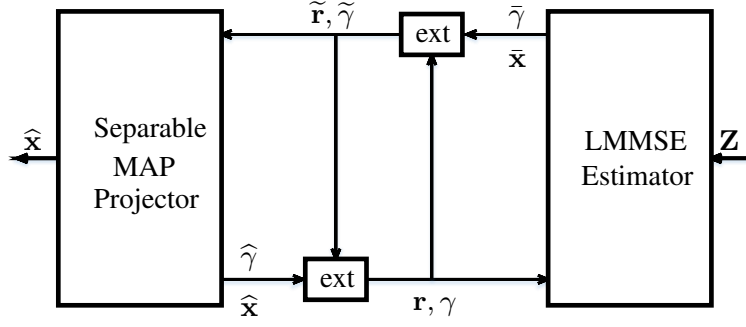 r̃, γ̃
ext
γ̄
x̄
x̂
Separable
MAP
Projector
LMMSE
Estimator
Z
γ̂
x̂
ext
r, γ